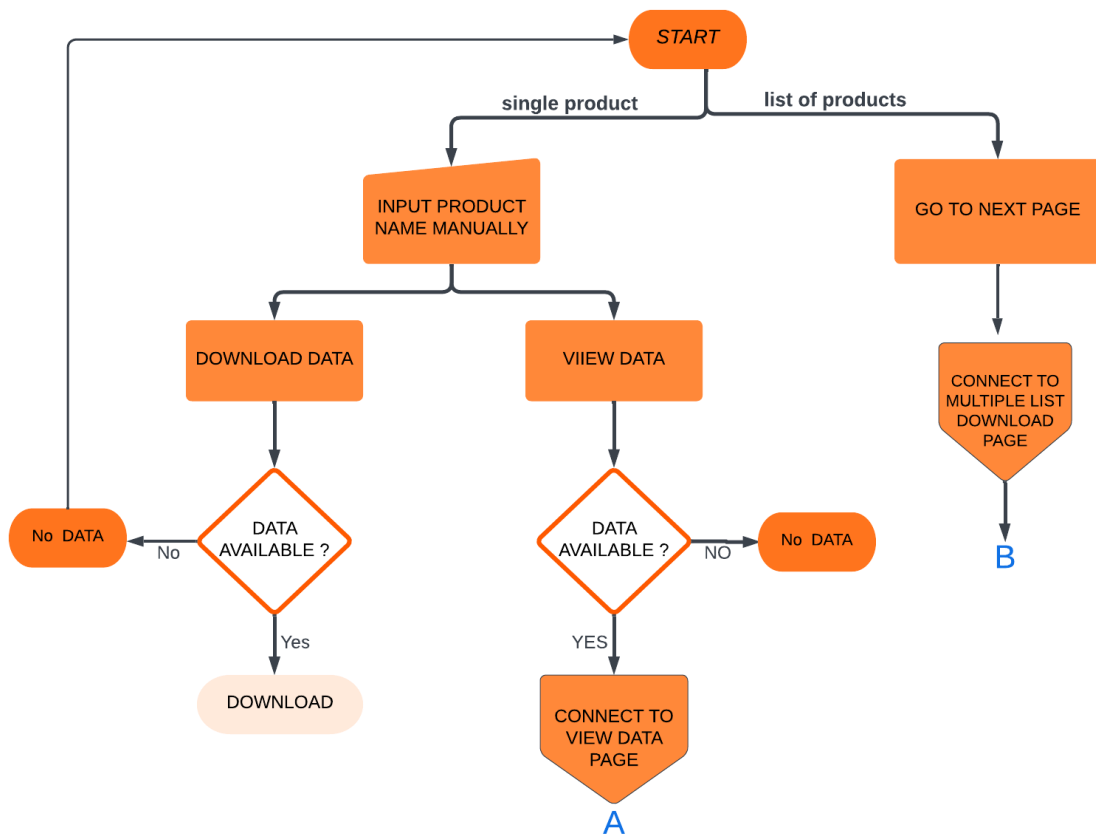 START
single product
list of products
INPUT PRODUCT
NAME MANUALLY
GO TO NEXT PAGE
DOWNLOAD DATA
VIIEW DATA
CONNECT TO
MULTIPLE LIST
DOWNLOAD
PAGE
No DATA
No
DATA
AVAILABLE ?
DATA
AVAILABLE ?
NO
No DATA
B
Yes
YES
DOWNLOAD
CONNECT TO
VIEW DATA
PAGE
A